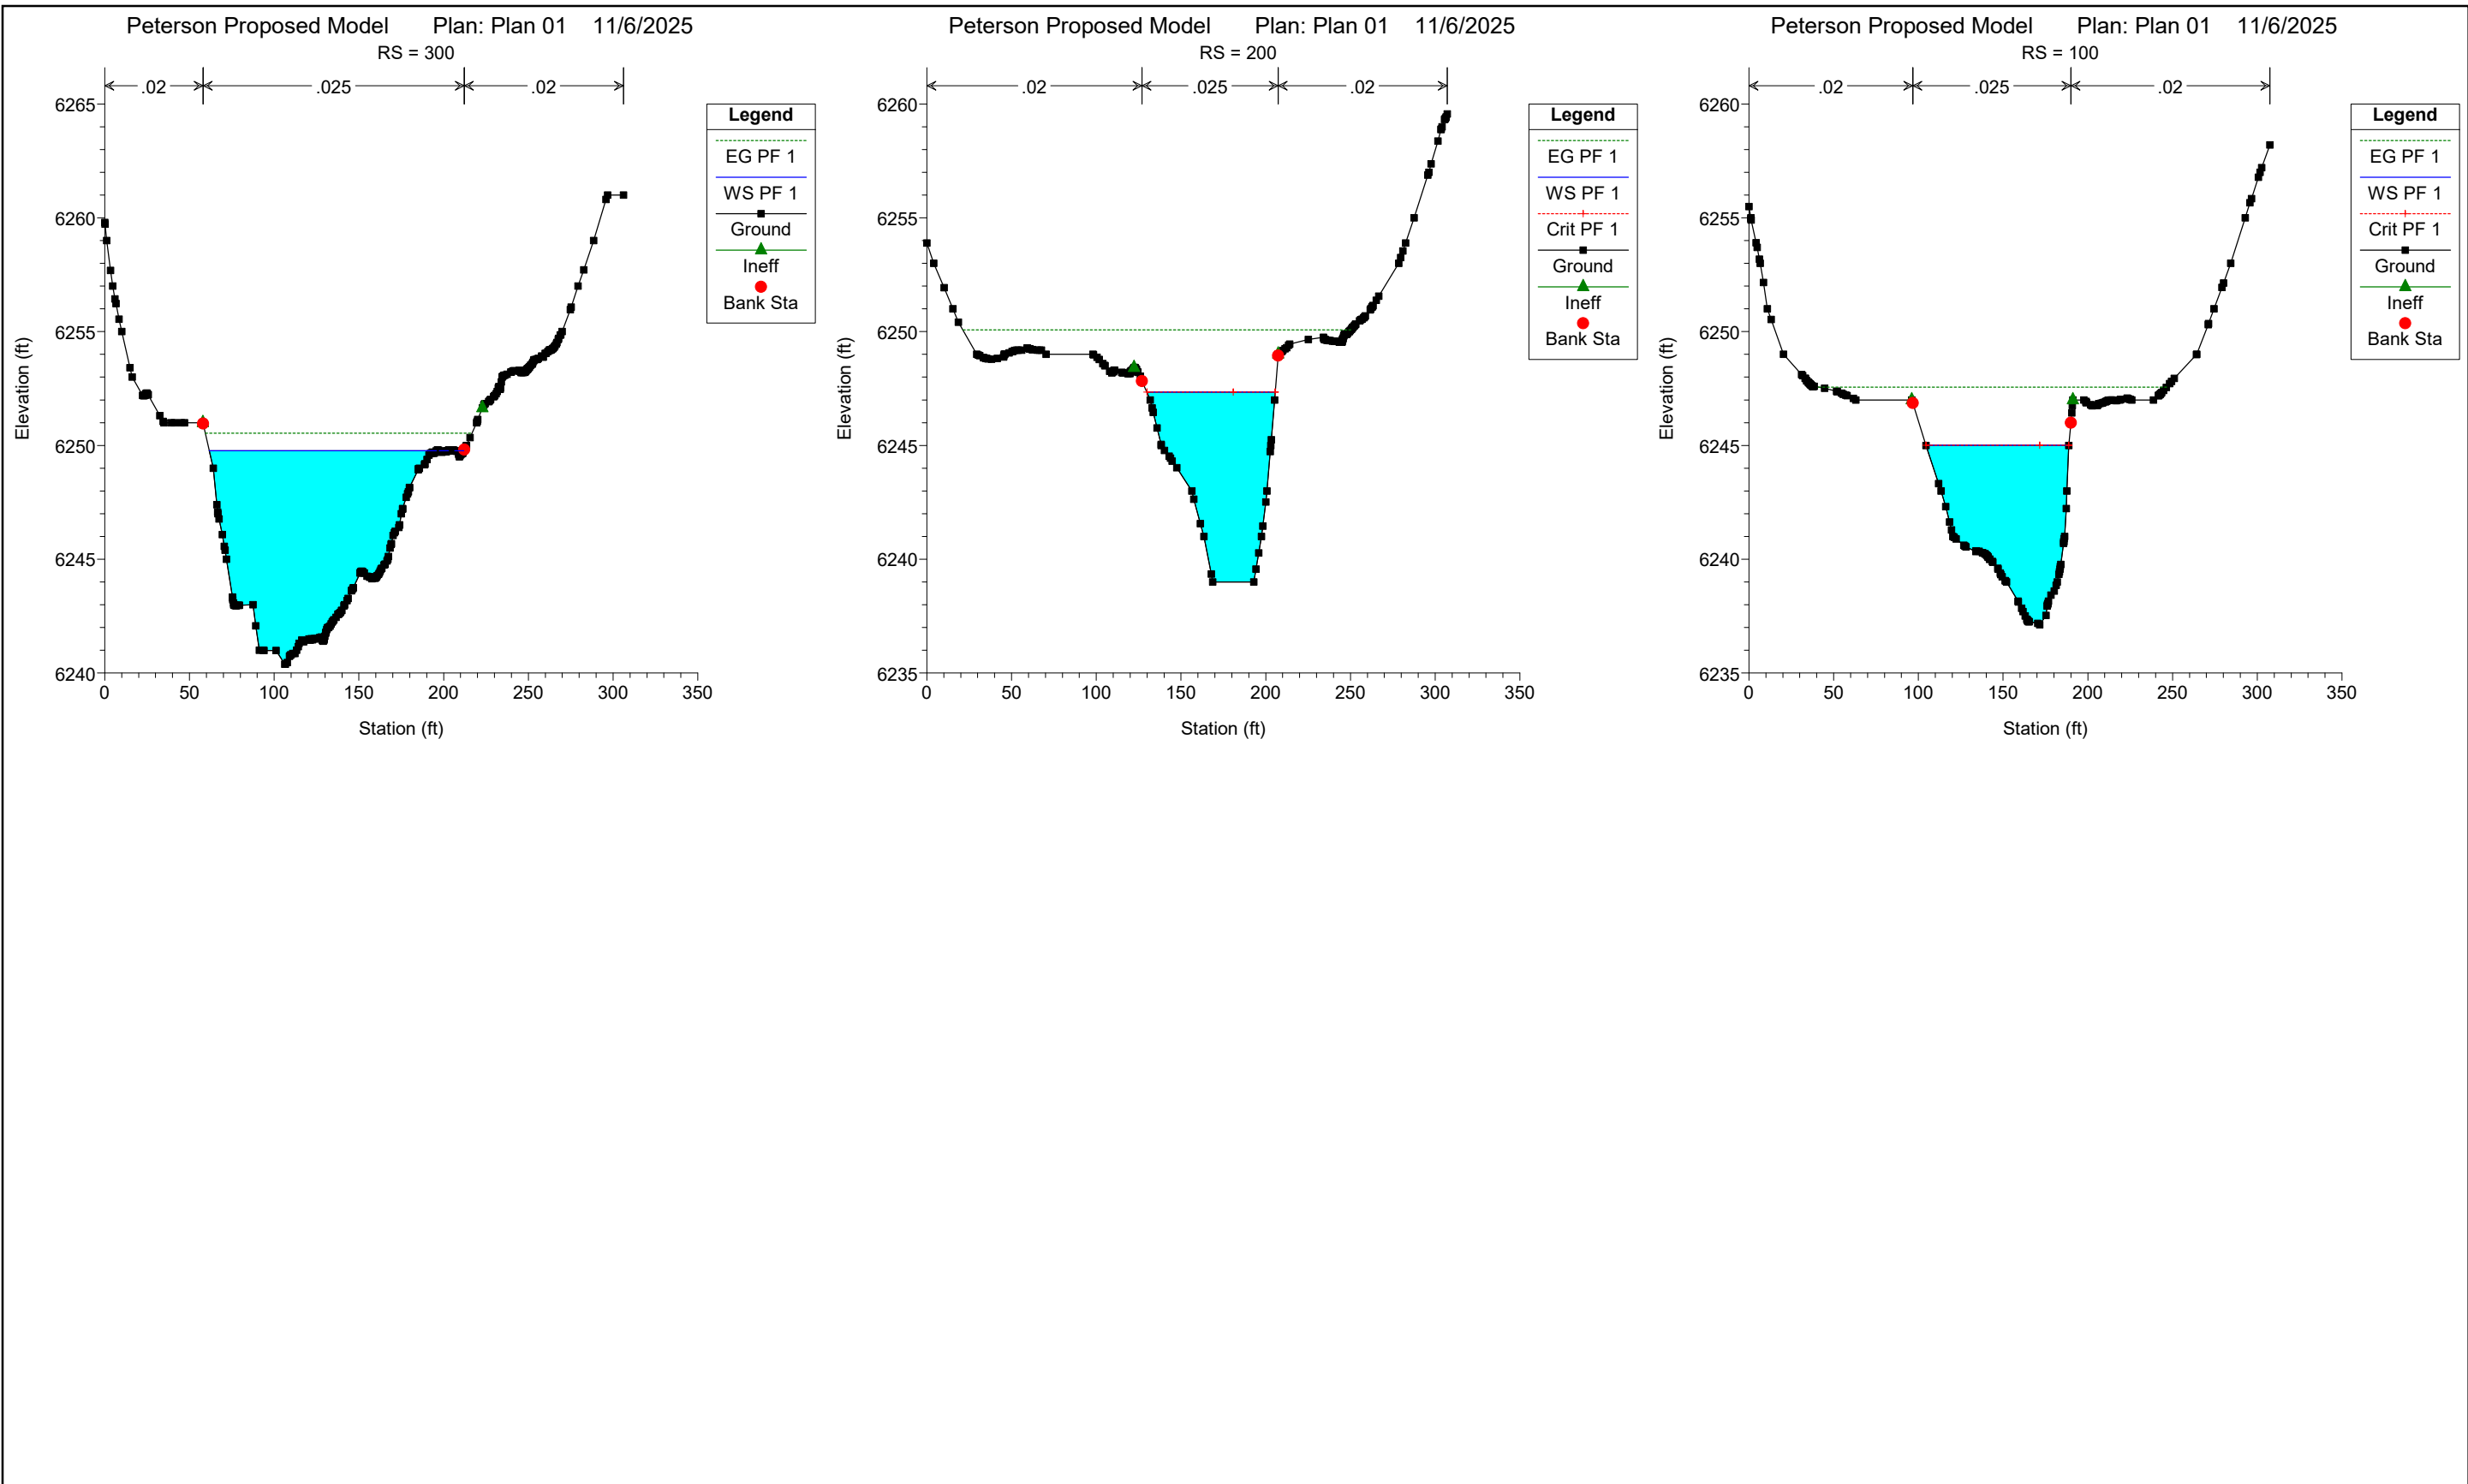 Peterson Proposed Model Plan: Plan 01 11/6/2025
RS = 300
.02 .025 .02
6265
6260
6255
6250
6245
6240
0 50 100 150 200 250 300 350
Elevation (ft)
Station (ft)
Legend
EG PF 1
WS PF 1
Ground
Ineff
Bank Sta
Peterson Proposed Model Plan: Plan 01 11/6/2025
RS = 200
.02 .025 .02
6260
6255
6250
6245
6240
6235
0 50 100 150 200 250 300 350
Elevation (ft)
Station (ft)
Legend
EG PF 1
WS PF 1
Crit PF 1
Ground
Ineff
Bank Sta
Peterson Proposed Model Plan: Plan 01 11/6/2025
RS = 100
.02 .025 .02
6260
6255
6250
6245
6240
6235
0 50 100 150 200 250 300 350
Elevation (ft)
Station (ft)
Legend
EG PF 1
WS PF 1
Crit PF 1
Ground
Ineff
Bank Sta